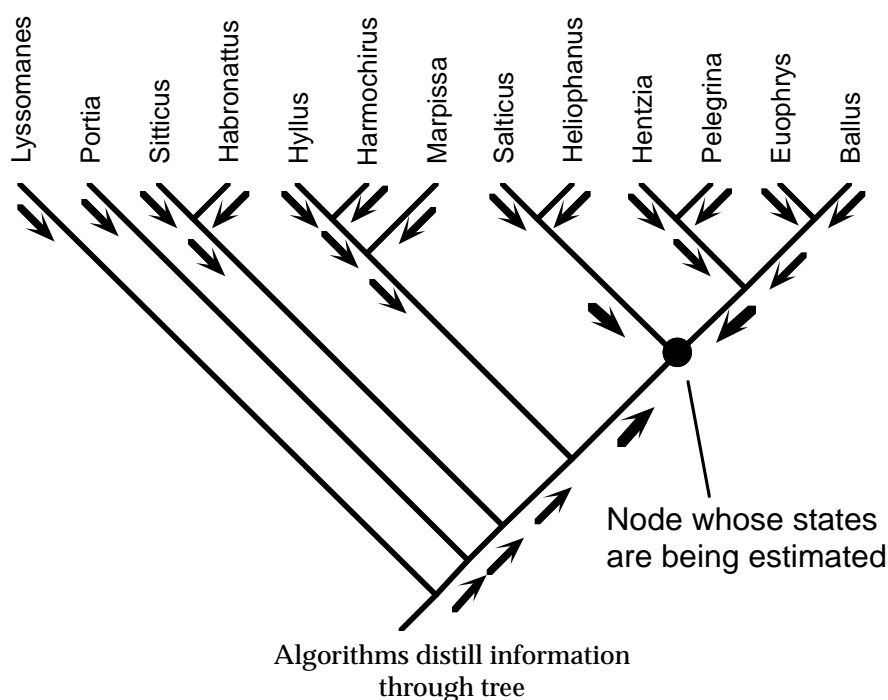 Lyssomanes
Portia
Sitticus
Habronattus
Hyllus
Harmochirus
Marpissa
Salticus
Heliophanus
Hentzia
Pelegrina
Euophrys
Ballus
Node whose states
are being estimated
Algorithms distill information
through tree